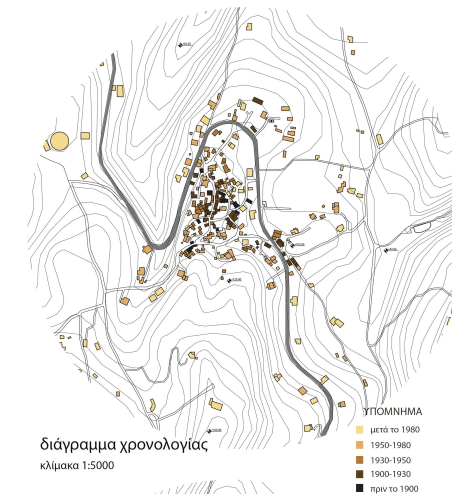 ΥΠΟΜΝΗΜΑ
μετά το 1980
1950-1980
1930-1950
1900-1930
πριν το 1900
διάγραμμα χρονολογίας
κλίμακα 1:5000